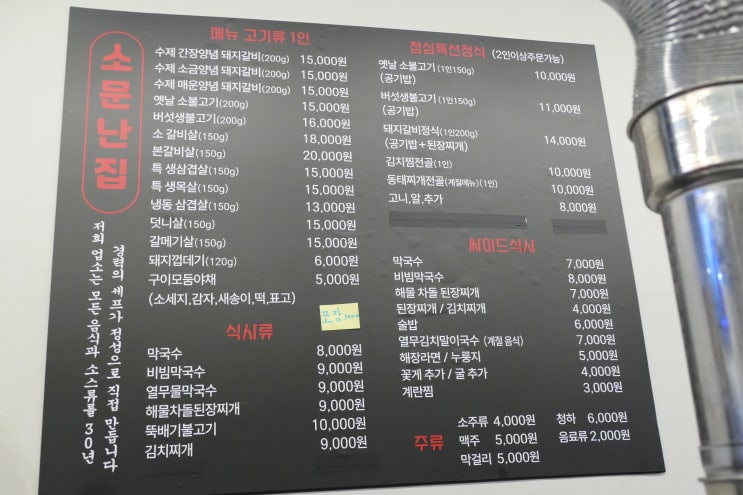 소문난집
저희 업소는 모든 음식과 소스류를 30년
경력의 셰프가 정성으로 직접 만듭니다
메뉴 고기류 1인
수제 간장양념 돼지갈비(200g) 15,000원
수제 소금양념 돼지갈비(200g) 15,000원
수제 매운양념 돼지갈비(200g) 15,000원
옛날 소불고기(200g) 15,000원
버섯생불고기(200g) 16,000원
소 갈비살(150g) 18,000원
본갈비살(150g) 20,000원
특 생삼겹살(150g) 15,000원
특 생목살(150g) 15,000원
냉동 삼겹살(150g) 13,000원
덧니살(150g) 15,000원
갈메기살(150g) 15,000원
돼지껍데기(120g) 6,000원
구이모둠야채 5,000원
(소세지,감자,새송이,떡,표고)
포장
식사류
막국수 8,000원
비빔막국수 9,000원
열무물막국수 9,000원
해물차돌된장찌개 9,000원
뚝배기불고기 10,000원
김치찌개 9,000원
점심특선정식 (2인이상주문가능)
옛날 소불고기(1인150g) 10,000원
(공기밥)
버섯생불고기(1인150g) 11,000원
(공기밥)
돼지갈비정식(1인200g) 14,000원
(공기밥+된장찌개)
김치찜전골(1인) 10,000원
동태찌개전골(계절메뉴)(1인) 10,000원
고니,알,추가 8,000원
싸이드식사
막국수 7,000원
비빔막국수 8,000원
해물 차돌 된장찌개 7,000원
된장찌개 / 김치찌개 4,000원
술밥 6,000원
열무김치말이국수 (계절 음식) 7,000원
해장라면 / 누룽지 5,000원
꽃게 추가 / 굴 추가 4,000원
계란찜 3,000원
주류
소주류 4,000원 청하 6,000원
맥주 5,000원 음료류 2,000원
막걸리 5,000원